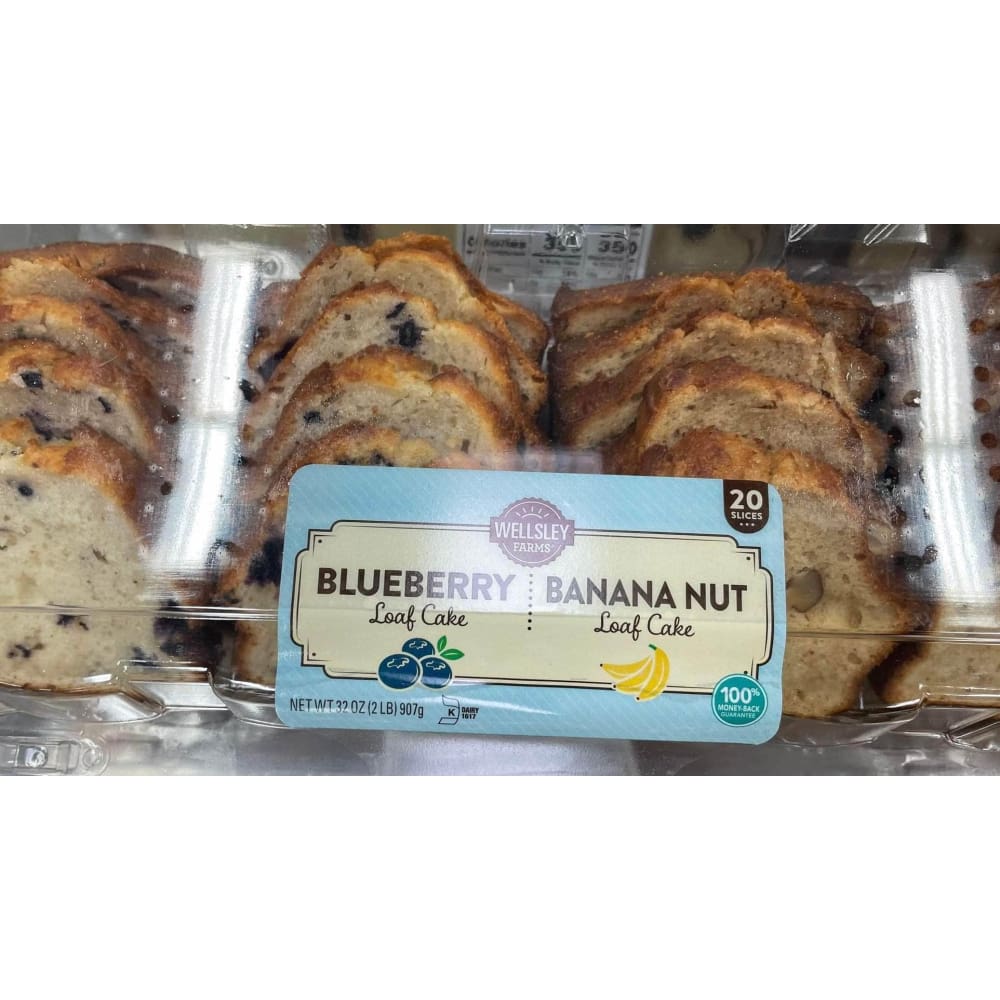 20
SLICES
WELLSLEY
FARMS
BLUEBERRY
Loaf Cake
BANANA NUT
Loaf Cake
NET WT 32 OZ (2 LB) 907g
K DAIRY
1617
100%
MONEY-BACK
GUARANTEE